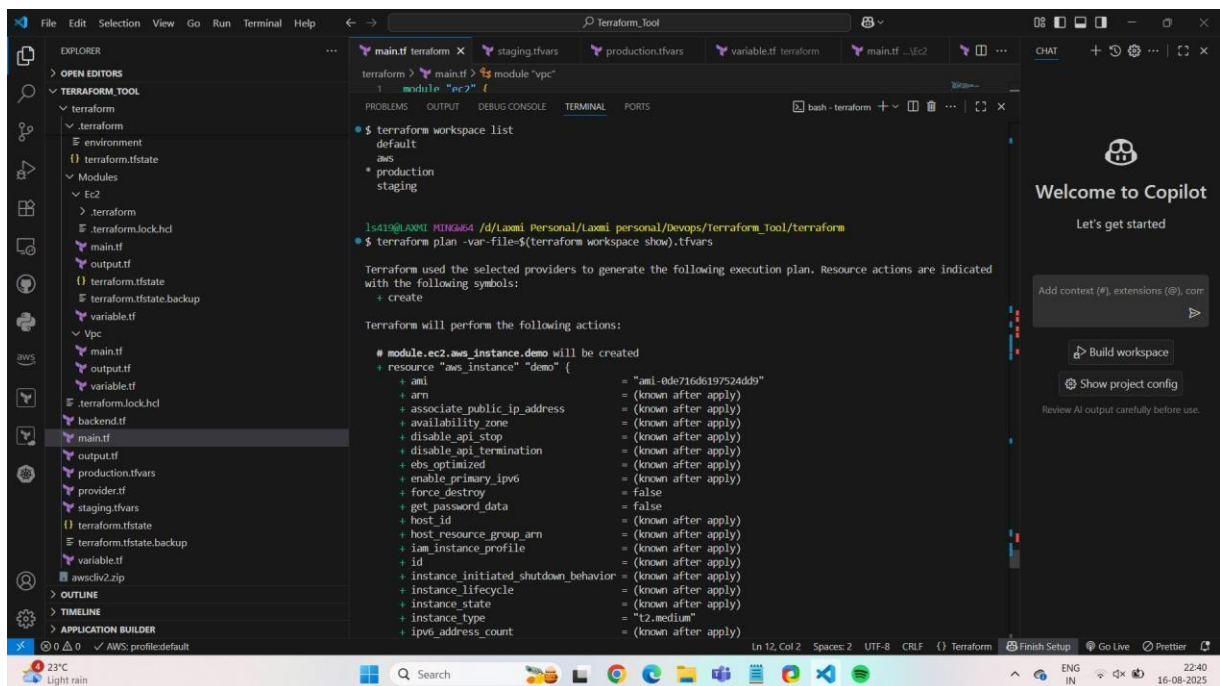 File Edit Selection View Go Run Terminal Help
Terraform_Tool
EXPLORER
OPEN EDITORS
TERRAFORM_TOOL
terraform
.terraform
environment
terraform.tfstate
Modules
Ec2
.terraform
.terraform.lock.hcl
main.tf
output.tf
terraform.tfstate
terraform.tfstate.backup
variable.tf
Vpc
main.tf
output.tf
variable.tf
.terraform.lock.hcl
backend.tf
main.tf
output.tf
production.tfvars
provider.tf
staging.tfvars
terraform.tfstate
terraform.tfstate.backup
variable.tf
awscliv2.zip
OUTLINE
TIMELINE
APPLICATION BUILDER
aws
main.tf terraform staging.tfvars production.tfvars variable.tf terraform main.tf ...\Ec2
terraform > main.tf > module "vpc"
1 module "ec2" {
PROBLEMS OUTPUT DEBUG CONSOLE TERMINAL PORTS bash - terraform
$ terraform workspace list
default
aws
* production
staging
ls419@LAXMI MINGW64 /d/Laxmi Personal/Laxmi personal/Devops/Terraform_Tool/terraform
$ terraform plan -var-file=$(terraform workspace show).tfvars
Terraform used the selected providers to generate the following execution plan. Resource actions are indicated
with the following symbols:
+ create
Terraform will perform the following actions:
# module.ec2.aws_instance.demo will be created
+ resource "aws_instance" "demo" {
+ ami = "ami-0de716d6197524dd9"
+ arn = (known after apply)
+ associate_public_ip_address = (known after apply)
+ availability_zone = (known after apply)
+ disable_api_stop = (known after apply)
+ disable_api_termination = (known after apply)
+ ebs_optimized = (known after apply)
+ enable_primary_ipv6 = (known after apply)
+ force_destroy = false
+ get_password_data = false
+ host_id = (known after apply)
+ host_resource_group_arn = (known after apply)
+ iam_instance_profile = (known after apply)
+ id = (known after apply)
+ instance_initiated_shutdown_behavior = (known after apply)
+ instance_lifecycle = (known after apply)
+ instance_state = (known after apply)
+ instance_type = "t2.medium"
+ ipv6_address_count = (known after apply)
CHAT
Welcome to Copilot
Let's get started
Add context (#), extensions (@), com
Build workspace
Show project config
Review AI output carefully before use.
0 0 AWS: profile:default
Ln 12, Col 2 Spaces: 2 UTF-8 CRLF {} Terraform Finish Setup Go Live Prettier
23°C
Light rain
Search
ENG
IN
22:40
16-08-2025